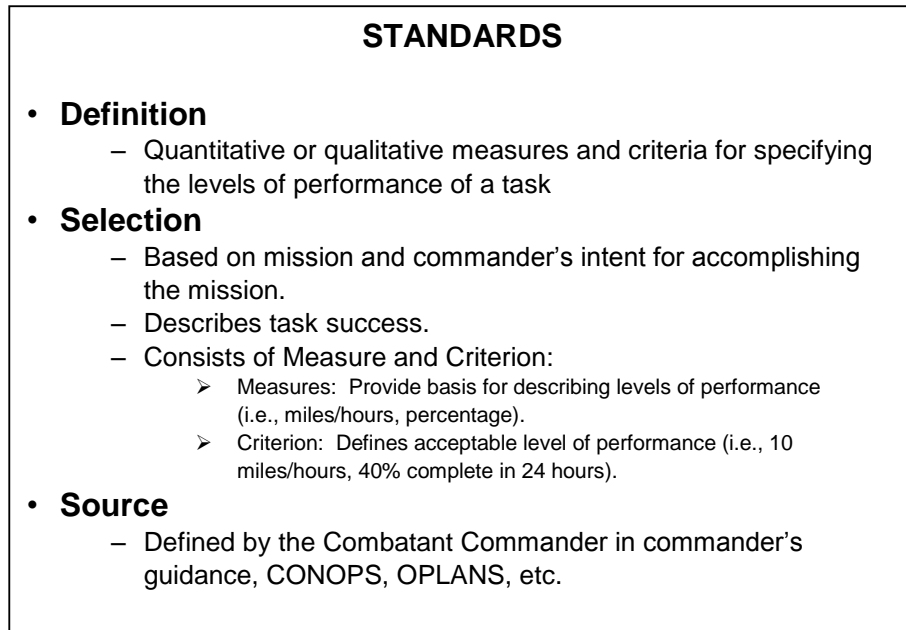 STANDARDS
• Definition
– Quantitative or qualitative measures and criteria for specifying
the levels of performance of a task
• Selection
– Based on mission and commander’s intent for accomplishing
the mission.
– Describes task success.
– Consists of Measure and Criterion:
➢ Measures: Provide basis for describing levels of performance
(i.e., miles/hours, percentage).
➢ Criterion: Defines acceptable level of performance (i.e., 10
miles/hours, 40% complete in 24 hours).
• Source
– Defined by the Combatant Commander in commander’s
guidance, CONOPS, OPLANS, etc.